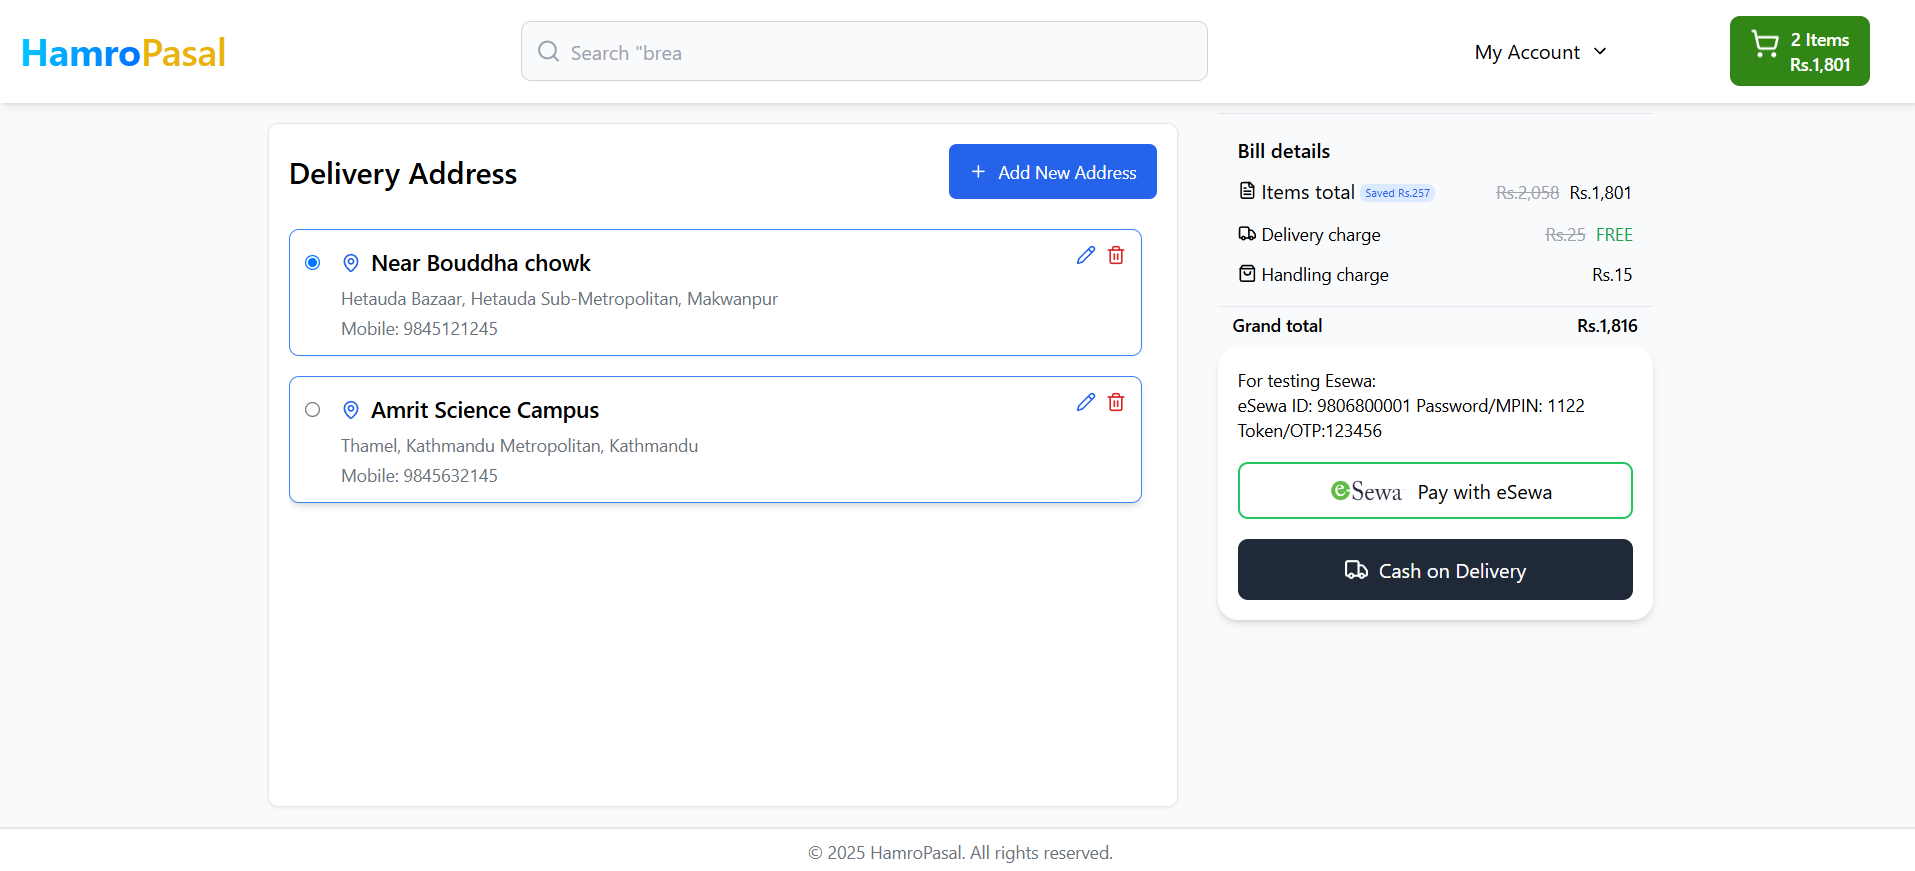 HamroPasal
Search "brea
My Account
2 Items
Rs.1,801
Delivery Address
+ Add New Address
Near Bouddha chowk
Hetauda Bazaar, Hetauda Sub-Metropolitan, Makwanpur
Mobile: 9845121245
Amrit Science Campus
Thamel, Kathmandu Metropolitan, Kathmandu
Mobile: 9845632145
Bill details
Items total Saved Rs.257 Rs.2,058 Rs.1,801
Delivery charge Rs.25 FREE
Handling charge Rs.15
Grand total Rs.1,816
For testing Esewa:
eSewa ID: 9806800001 Password/MPIN: 1122
Token/OTP:123456
eSewa Pay with eSewa
Cash on Delivery
© 2025 HamroPasal. All rights reserved.